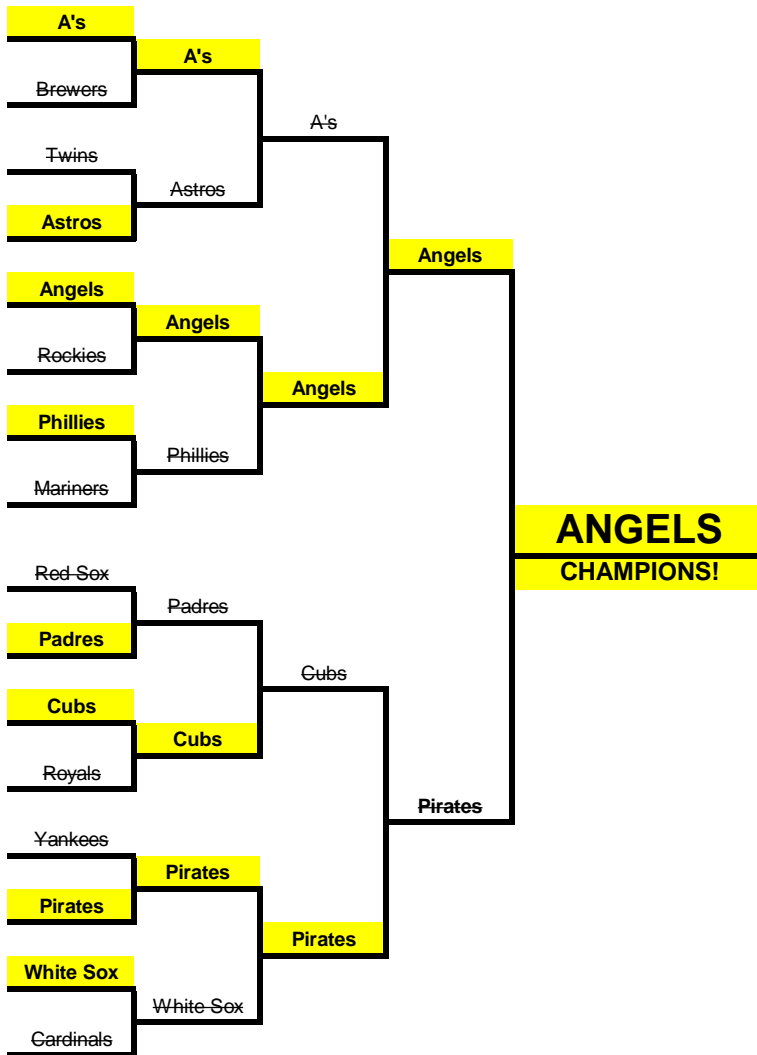 A's
A's
Brewers
A's
Twins
Astros
Astros
Angels
Angels
Angels
Rockies
Angels
Phillies
Phillies
Mariners
ANGELS
CHAMPIONS!
Red Sox
Padres
Padres
Cubs
Cubs
Cubs
Royals
Pirates
Yankees
Pirates
Pirates
Pirates
White Sox
White Sox
Cardinals